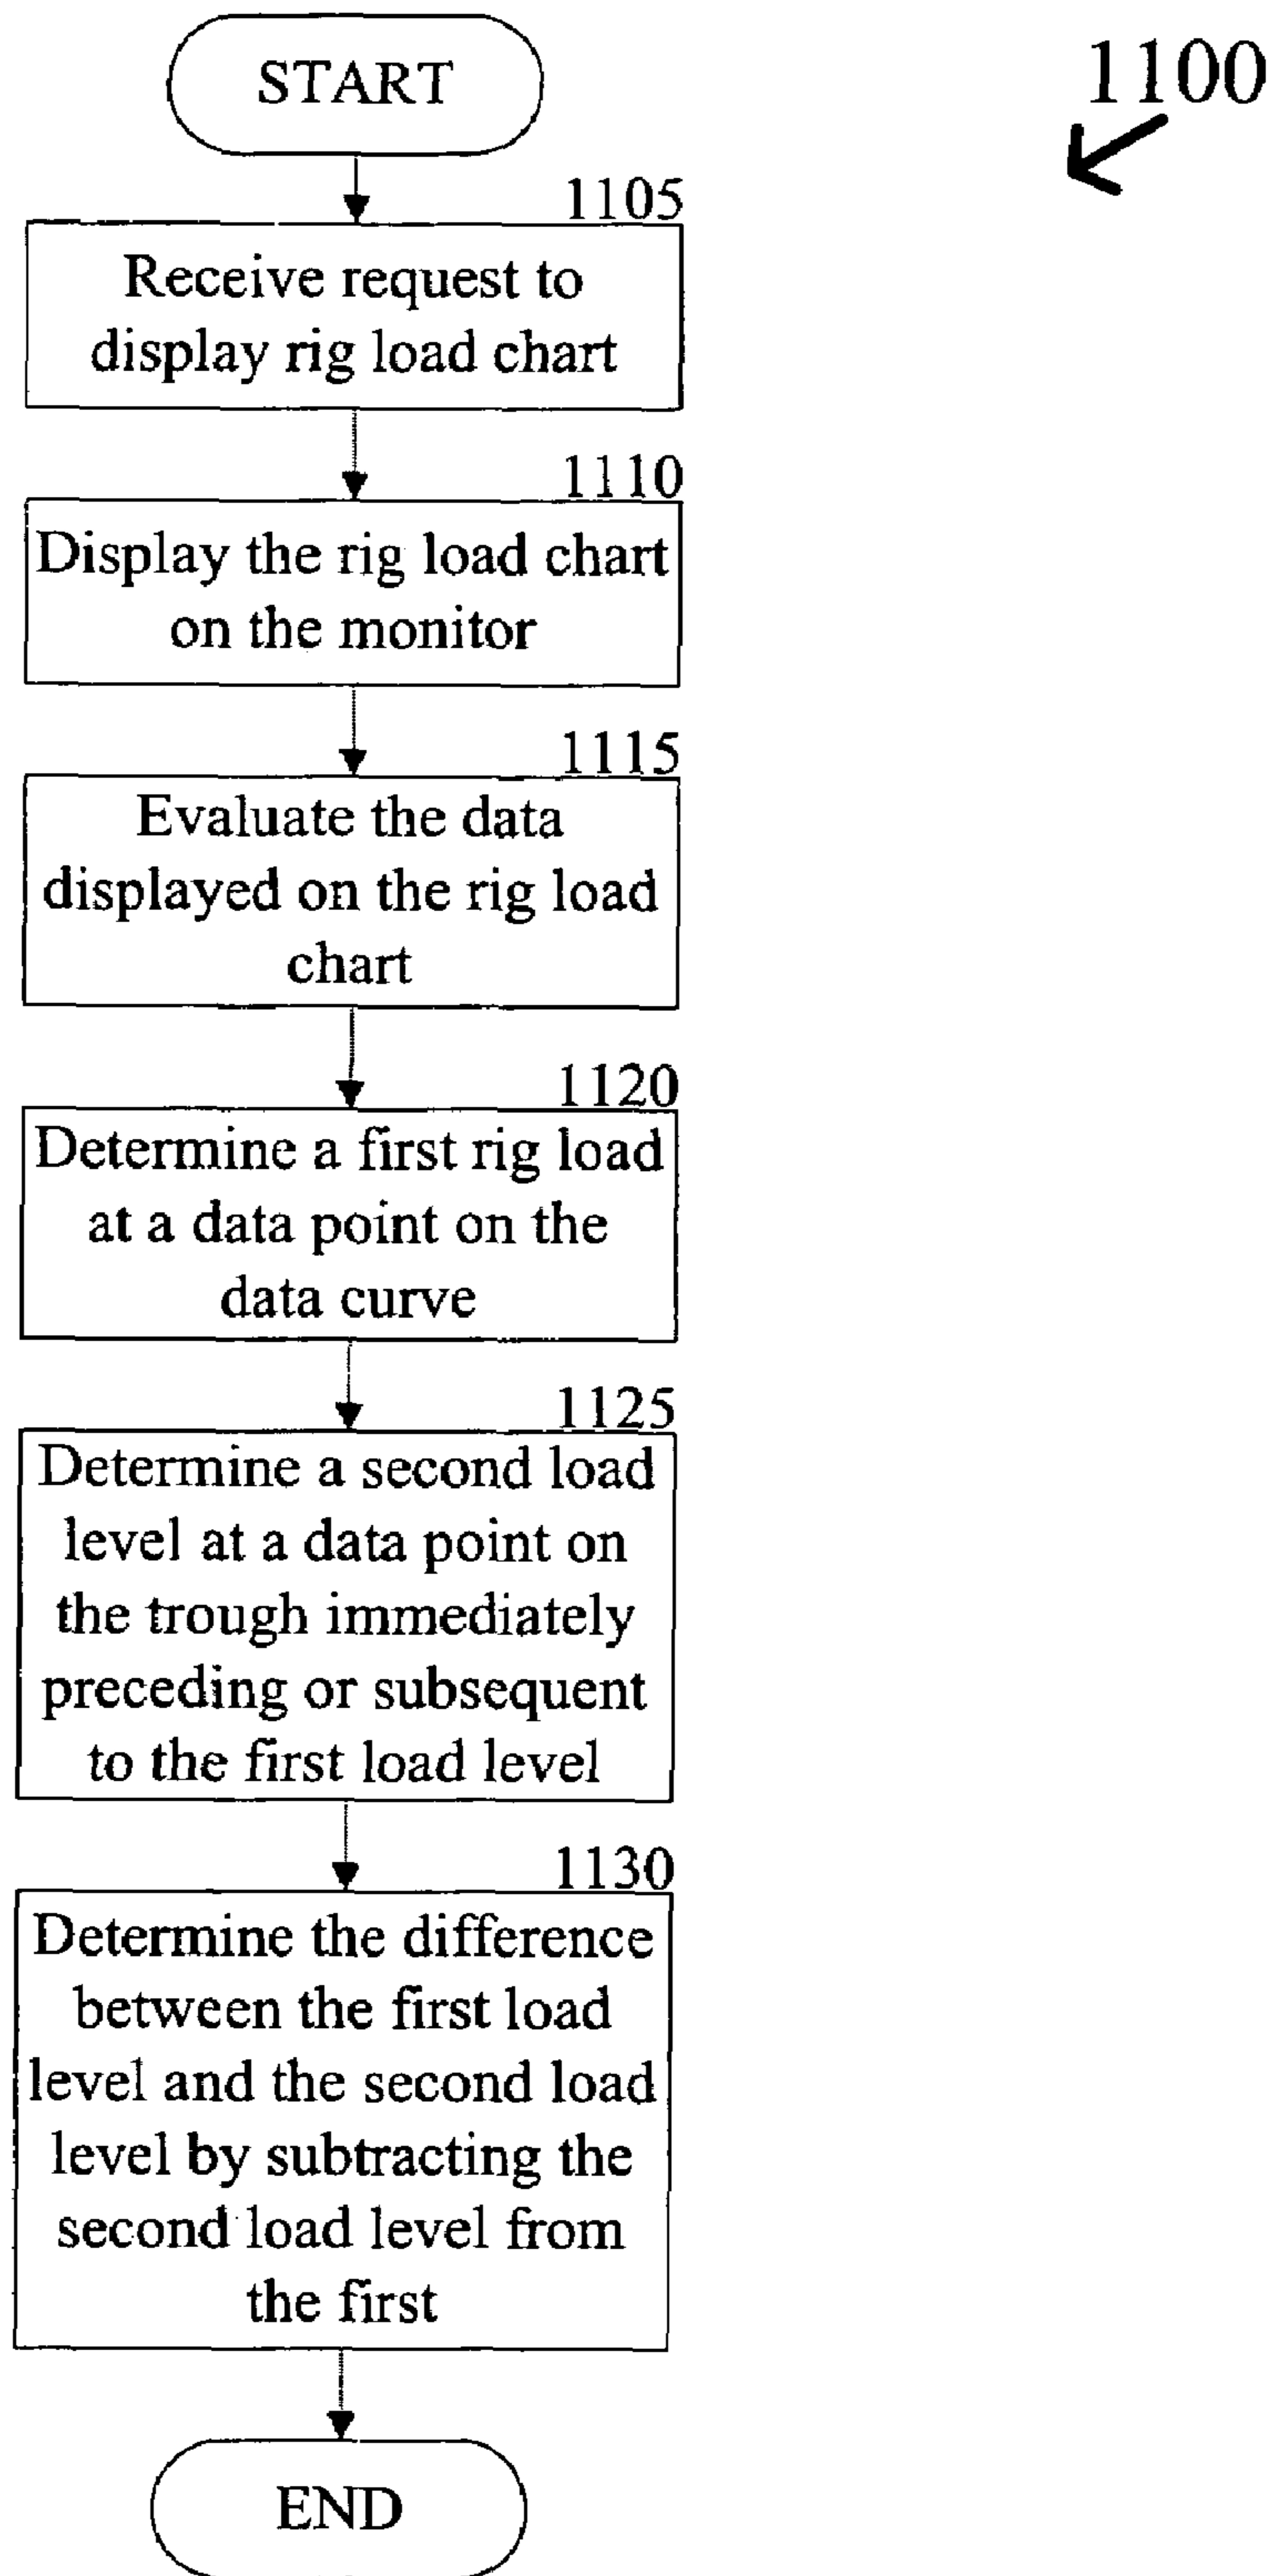 START
1100
1105
Receive request to
display rig load chart
1110
Display the rig load chart
on the monitor
1115
Evaluate the data
displayed on the rig load
chart
1120
Determine a first rig load
at a data point on the
data curve
1125
Determine a second load
level at a data point on
the trough immediately
preceding or subsequent
to the first load level
1130
Determine the difference
between the first load
level and the second load
level by subtracting the
second load level from
the first
END